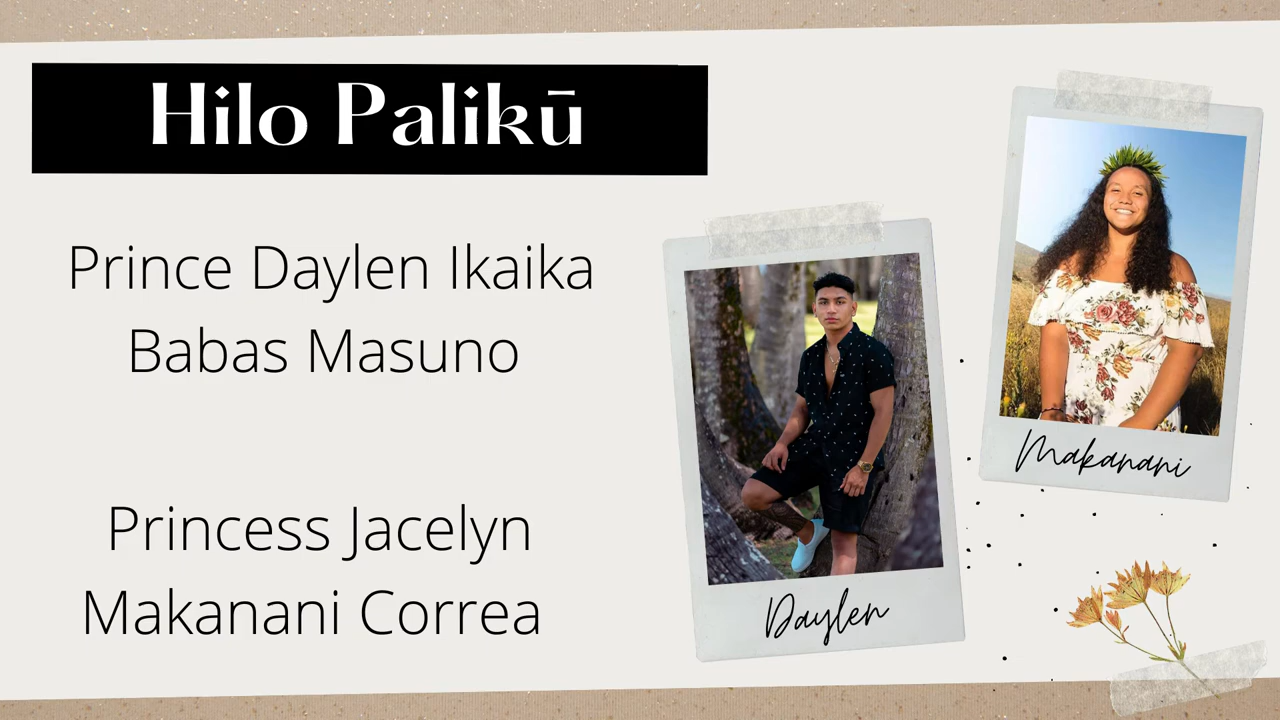 Hilo Palikū
Prince Daylen Ikaika
Babas Masuno
Princess Jacelyn
Makanani Correa
Daylen
Makanani